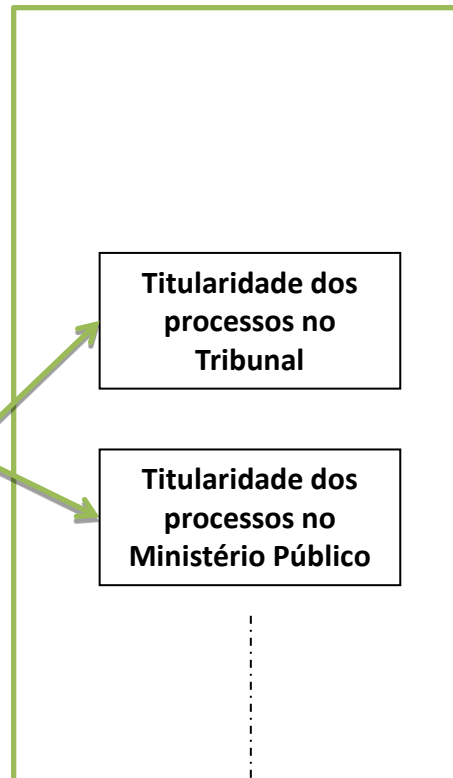 Titularidade dos
processos no
Tribunal
Titularidade dos
processos no
Ministério Público